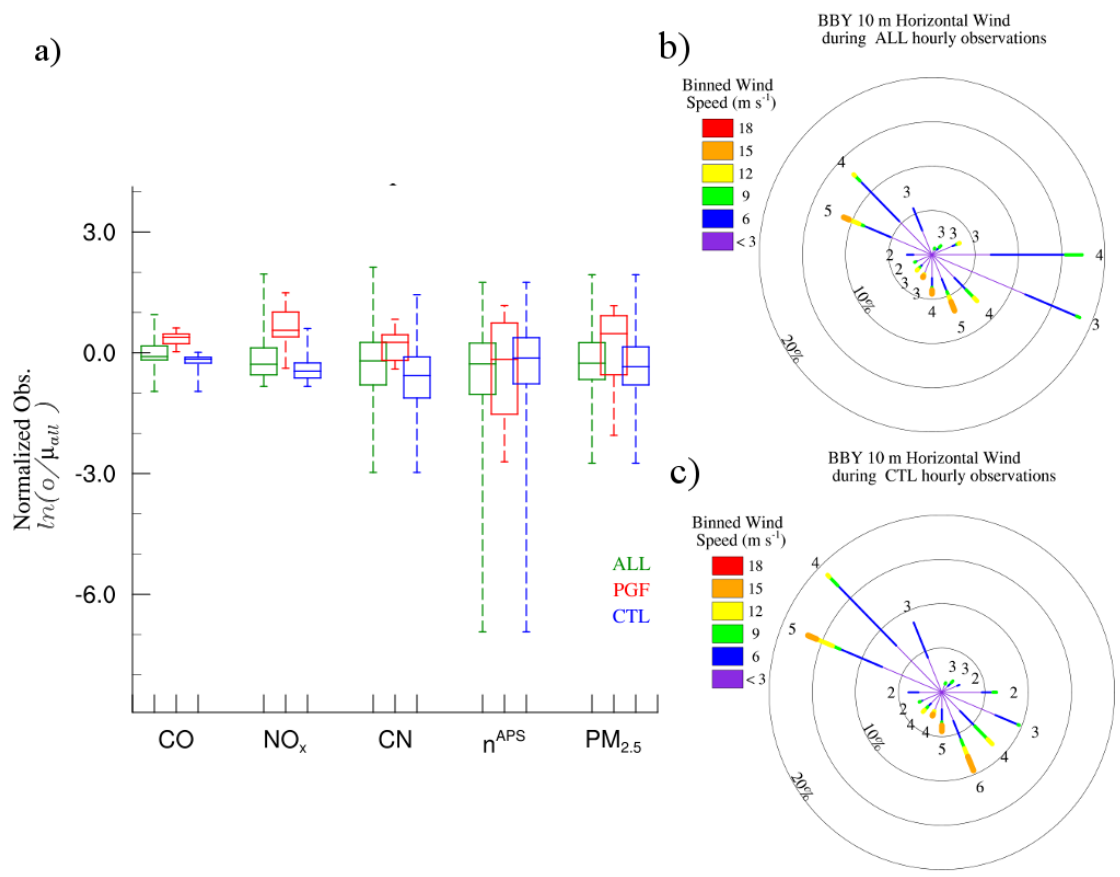 a)
Normalized Obs.
ln(o/μall)
3.0
0.0
-3.0
-6.0
ALL
PGF
CTL
CO
NOx
CN
nAPS
PM2.5
b)
BBY 10 m Horizontal Wind
during ALL hourly observations
Binned Wind
Speed (m s-1)
18
15
12
9
6
< 3
4
5
3
3
3
3
4
3
2
2
3
3
4
5
4
10%
20%
c)
BBY 10 m Horizontal Wind
during CTL hourly observations
Binned Wind
Speed (m s-1)
18
15
12
9
6
< 3
4
5
3
3
3
2
2
3
2
2
4
4
5
6
4
10%
20%